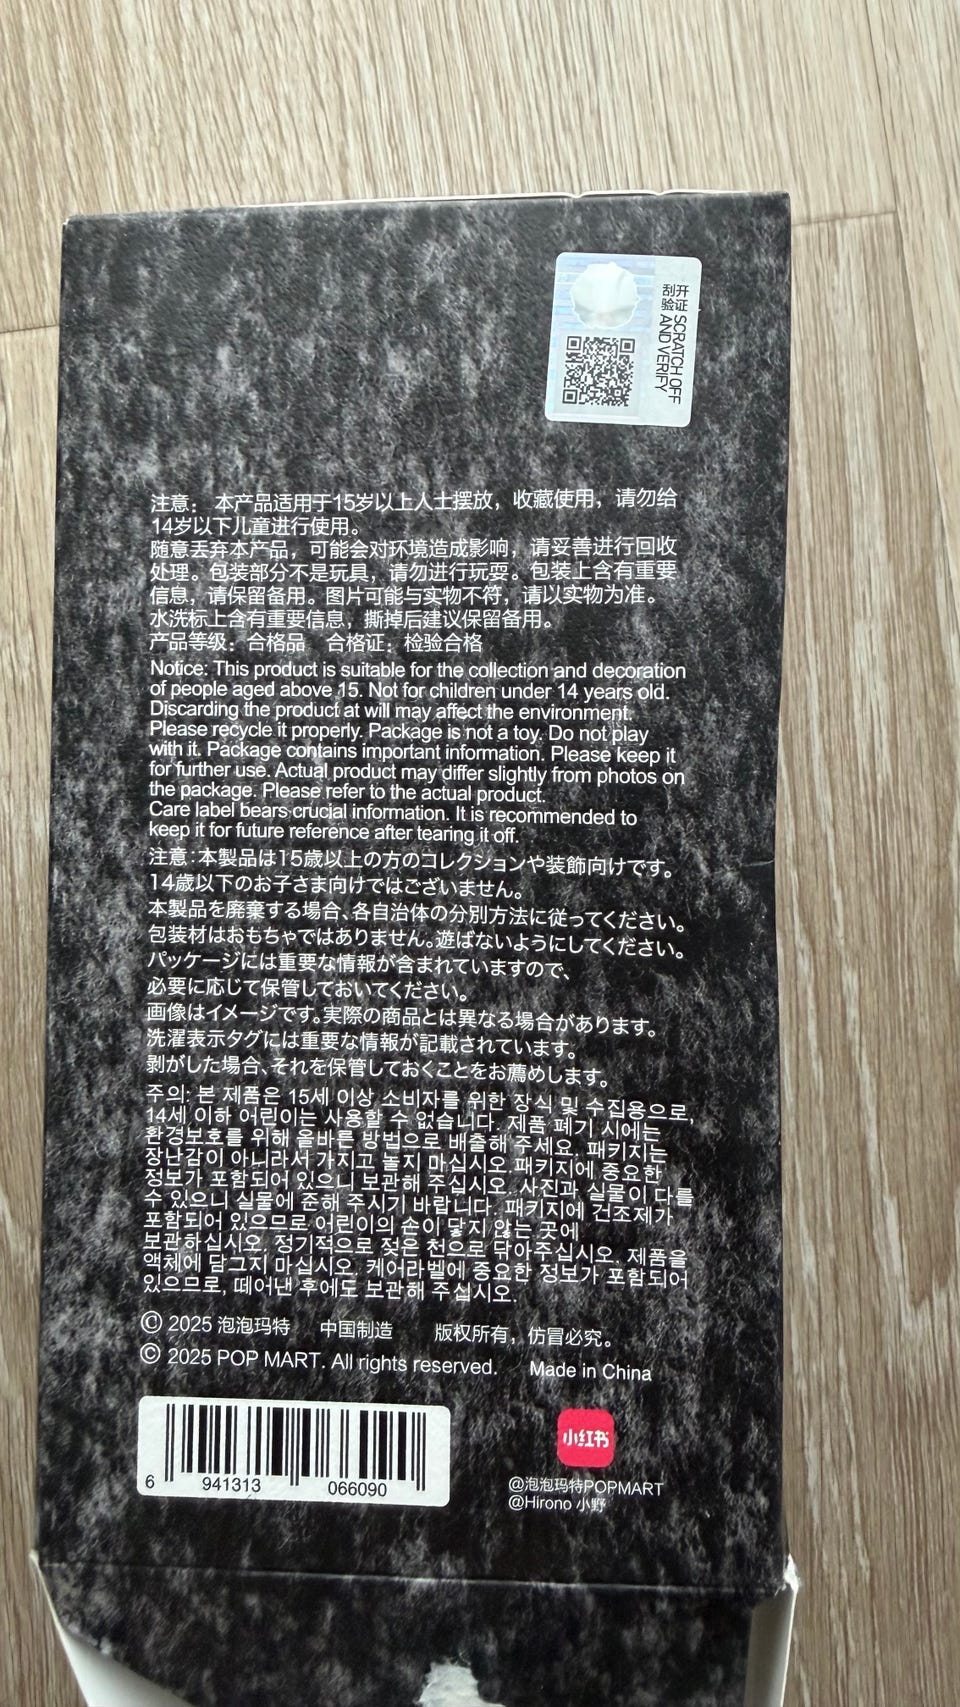 刮开
验证
SCRATCH OFF
AND VERIFY
注意： 本产品适用于15岁以上人士摆放，收藏使用，请勿给
14岁以下儿童进行使用。
随意丢弃本产品，可能会对环境造成影响，请妥善进行回收
处理。包装部分不是玩具，请勿进行玩耍。包装上含有重要
信息，请保留备用。图片可能与实物不符，请以实物为准。
水洗标上含有重要信息，撕掉后建议保留备用。
产品等级：合格品 合格证：检验合格
Notice: This product is suitable for the collection and decoration
of people aged above 15. Not for children under 14 years old.
Discarding the product at will may affect the environment.
Please recycle it properly. Package is not a toy. Do not play
with it. Package contains important information. Please keep it
for further use. Actual product may differ slightly from photos on
the package. Please refer to the actual product.
Care label bears crucial information. It is recommended to
keep it for future reference after tearing it off.
注意：本製品は15歳以上の方のコレクションや装飾向けです。
14歳以下のお子さま向けではございません。
本製品を廃棄する場合、各自治体の分別方法に従ってください。
包装材はおもちゃではありません。遊ばないようにしてください。
パッケージには重要な情報が含まれていますので、
必要に応じて保管しておいてください。
画像はイメージです。実際の商品とは異なる場合があります。
洗濯表示タグには重要な情報が記載されています。
剥がした場合、それを保管しておくことをお薦めします。
주의: 본 제품은 15세 이상 소비자를 위한 장식 및 수집용으로,
14세 이하 어린이는 사용할 수 없습니다. 제품 폐기 시에는
환경보호를 위해 올바른 방법으로 배출해 주세요. 패키지는
장난감이 아니라서 가지고 놀지 마십시오.패키지에 중요한
정보가 포함되어 있으니 보관해 주십시오. 사진과 실물이 다를
수 있으니 실물에 준해 주시기 바랍니다. 패키지에 건조제가
포함되어 있으므로 어린이의 손이 닿지 않는 곳에
보관하십시오. 정기적으로 젖은 천으로 닦아주십시오. 제품을
액체에 담그지 마십시오. 케어라벨에 중요한 정보가 포함되어
있으므로, 떼어낸 후에도 보관해 주십시오.
© 2025 泡泡玛特 中国制造 版权所有，仿冒必究。
© 2025 POP MART. All rights reserved. Made in China
6 941313 066090
小红书
@泡泡玛特POPMART
@Hirono 小野